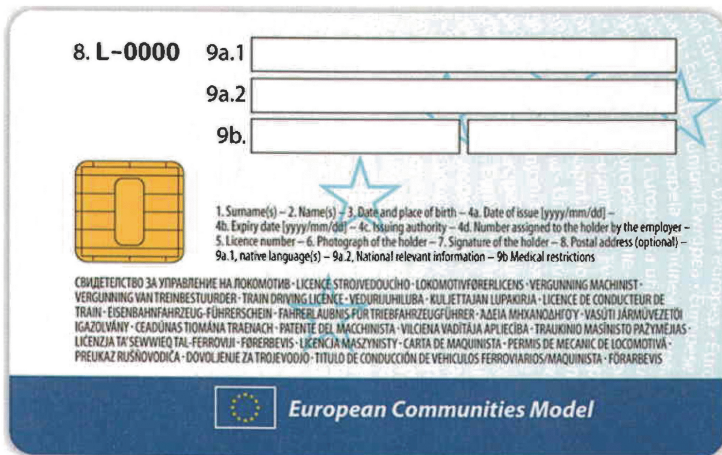 8. L-0000 9a.1
9a.2
9b.
1. Surname(s) – 2. Name(s) – 3. Date and place of birth – 4a. Date of issue [yyyy/mm/dd] –
4b. Expiry date [yyyy/mm/dd] – 4c. Issuing authority – 4d. Number assigned to the holder by the employer –
5. Licence number – 6. Photograph of the holder – 7. Signature of the holder – 8. Postal address (optional) –
9a.1, native language(s) – 9a.2, National relevant information – 9b Medical restrictions
СВИДЕТЕЛСТВО ЗА УПРАВЛЕНИЕ НА ЛОКОМОТИВ · LICENCE STROJVEDOUCÍHO · LOKOMOTIVFØRERLICENS · VERGUNNING MACHINIST ·
VERGUNNING VAN TREINBESTUURDER · TRAIN DRIVING LICENCE · VEDURIJUHILUBA · KULJETTAJAN LUPAKIRJA · LICENCE DE CONDUCTEUR DE
TRAIN · EISENBAHNFAHRZEUG-FÜHRERSCHEIN · FAHRERLAUBNIS FÜR TRIEBFAHRZEUGFÜHRER · ΆΔΕΙΑ ΜΗΧΑΝΟΔΗΓΟΥ · VASÚTI JÁRMŰVEZETŐI
IGAZOLVÁNY · CEADÚNAS TIOMÁNA TRAENACH · PATENTE DEL MACCHINISTA · VILCIENA VADĪTĀJA APLIECĪBA · TRAUKINIO MAŠINISTO PAŽYMĖJAS ·
LIĊENZJA TA' SEWWIEQ TAL-FERROVIJI · FØRERBEVIS · LICENCJA MASZYNISTY · CARTA DE MAQUINISTA · PERMIS DE MECANIC DE LOCOMOTIVĂ ·
PREUKAZ RUŠŇOVODIČA · DOVOLJENJE ZA TROJEVODJO · TITULO DE CONDUCCIÓN DE VEHICULOS FERROVIARIOS/MAQUINISTA · FÖRARBEVIS
European Communities Model